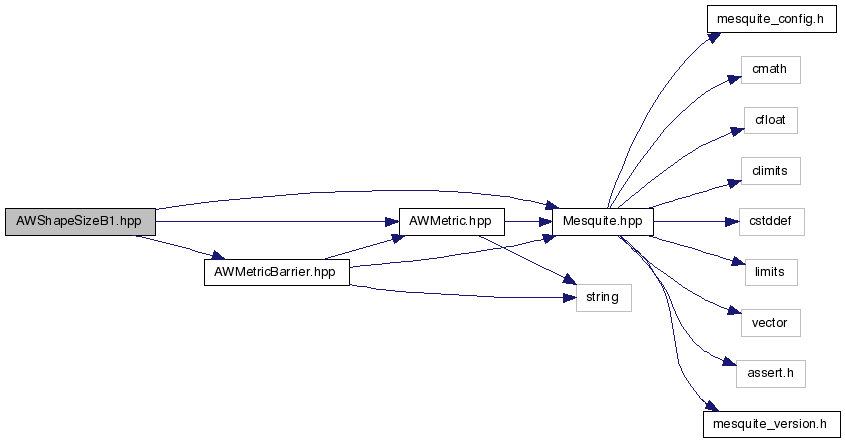 mesquite_config.h
cmath
cfloat
climits
AWShapeSizeB1.hpp
AWMetric.hpp
Mesquite.hpp
cstddef
AWMetricBarrier.hpp
limits
string
vector
assert.h
mesquite_version.h